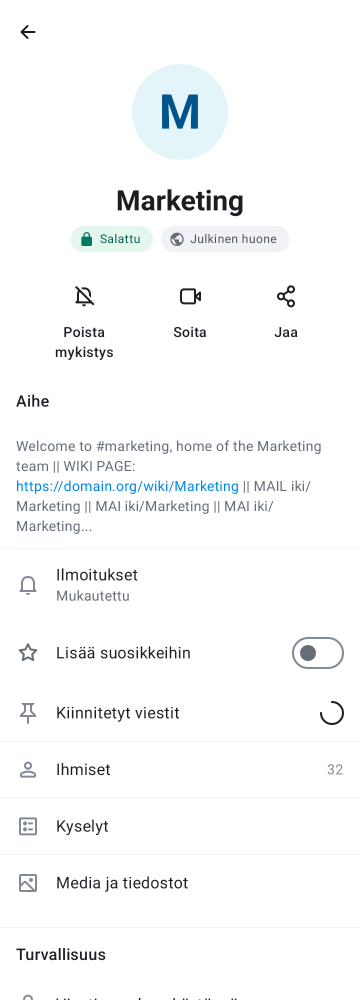 M
Marketing
Salattu
Julkinen huone
Poista
mykistys
Soita
Jaa
Aihe
Welcome to #marketing, home of the Marketing
team || WIKI PAGE:
https://domain.org/wiki/Marketing || MAIL iki/
Marketing || MAI iki/Marketing || MAI iki/
Marketing...
Ilmoitukset
Mukautettu
Lisää suosikkeihin
Kiinnitetyt viestit
Ihmiset
32
Kyselyt
Media ja tiedostot
Turvallisuus